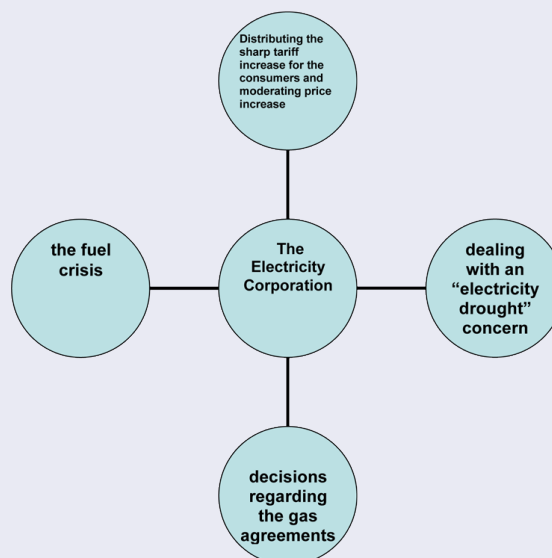 Distributing the
sharp tariff
increase for the
consumers and
moderating price
increase
the fuel
crisis
The
Electricity
Corporation
dealing
with an
“electricity
drought”
concern
decisions
regarding
the gas
agreements